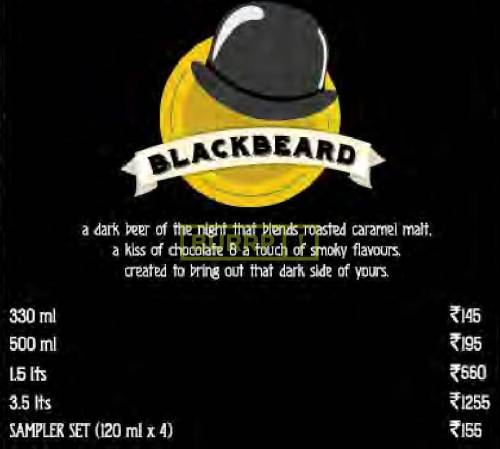 BLACKBEARD
a dark beer of the night that blends roasted caramel malt,
a kiss of chocolate & a touch of smoky flavours.
created to bring out that dark side of yours.
330 ml ₹145
500 ml ₹195
1.5 lts ₹560
3.5 lts ₹1255
SAMPLER SET (120 ml x 4) ₹155